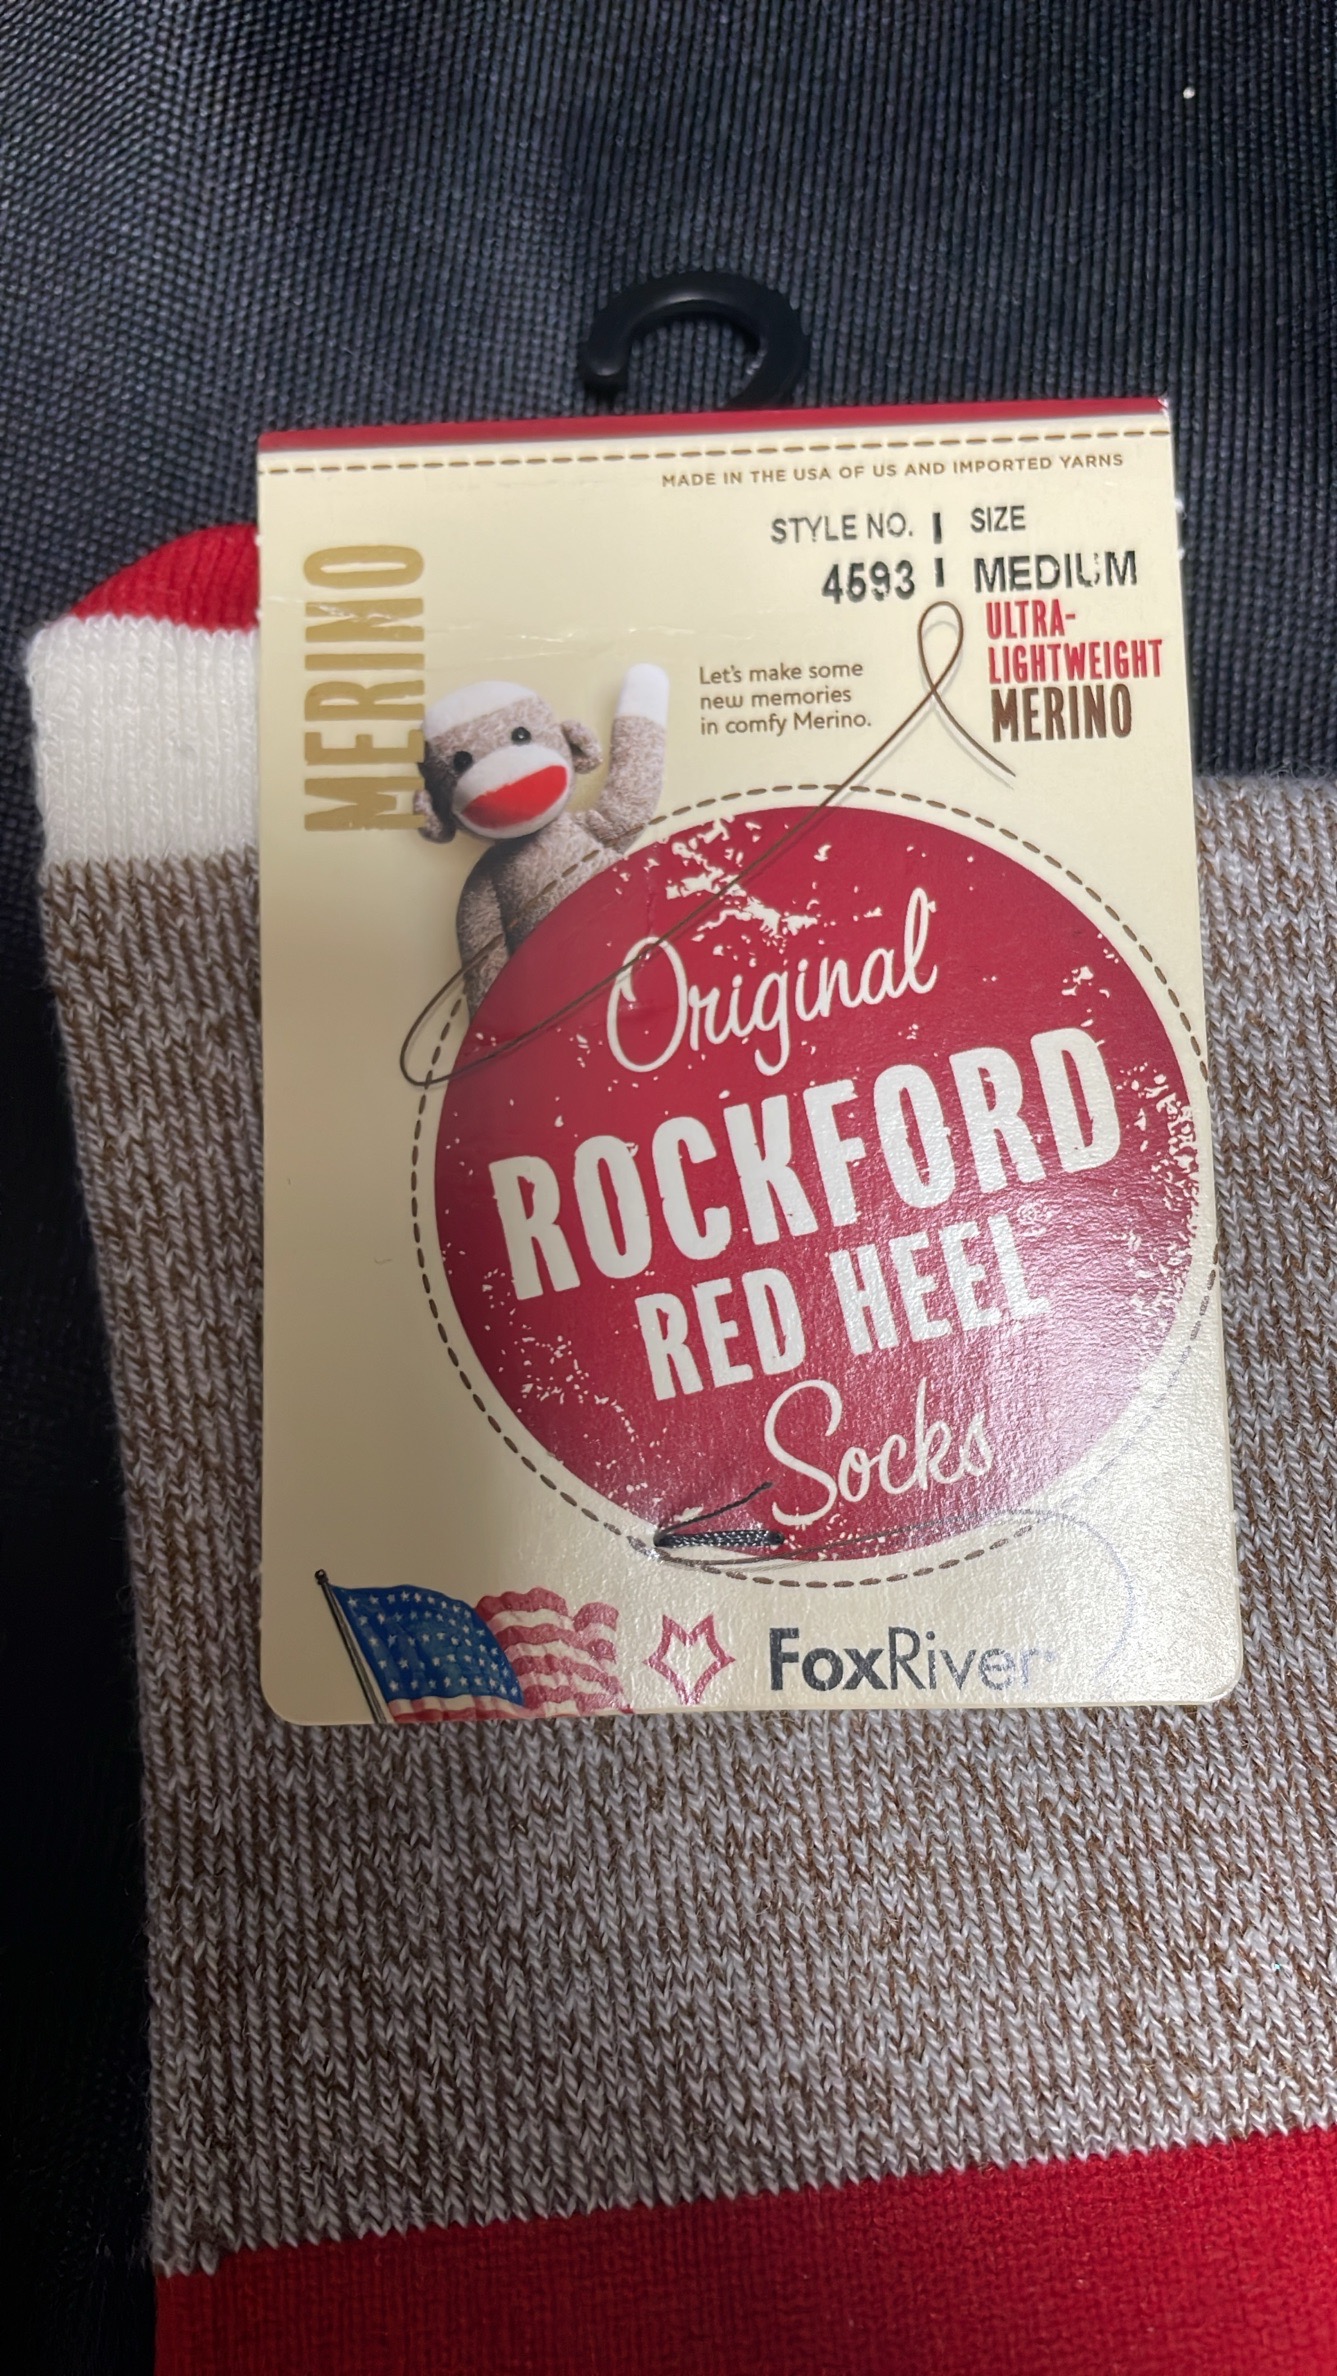 MADE IN THE USA OF US AND IMPORTED YARNS
STYLE NO. | SIZE
4593 | MEDIUM
MERINO
ULTRA-
LIGHTWEIGHT
MERINO
Let's make some
new memories
in comfy Merino.
Original
ROCKFORD
RED HEEL®
Socks
FoxRiver®